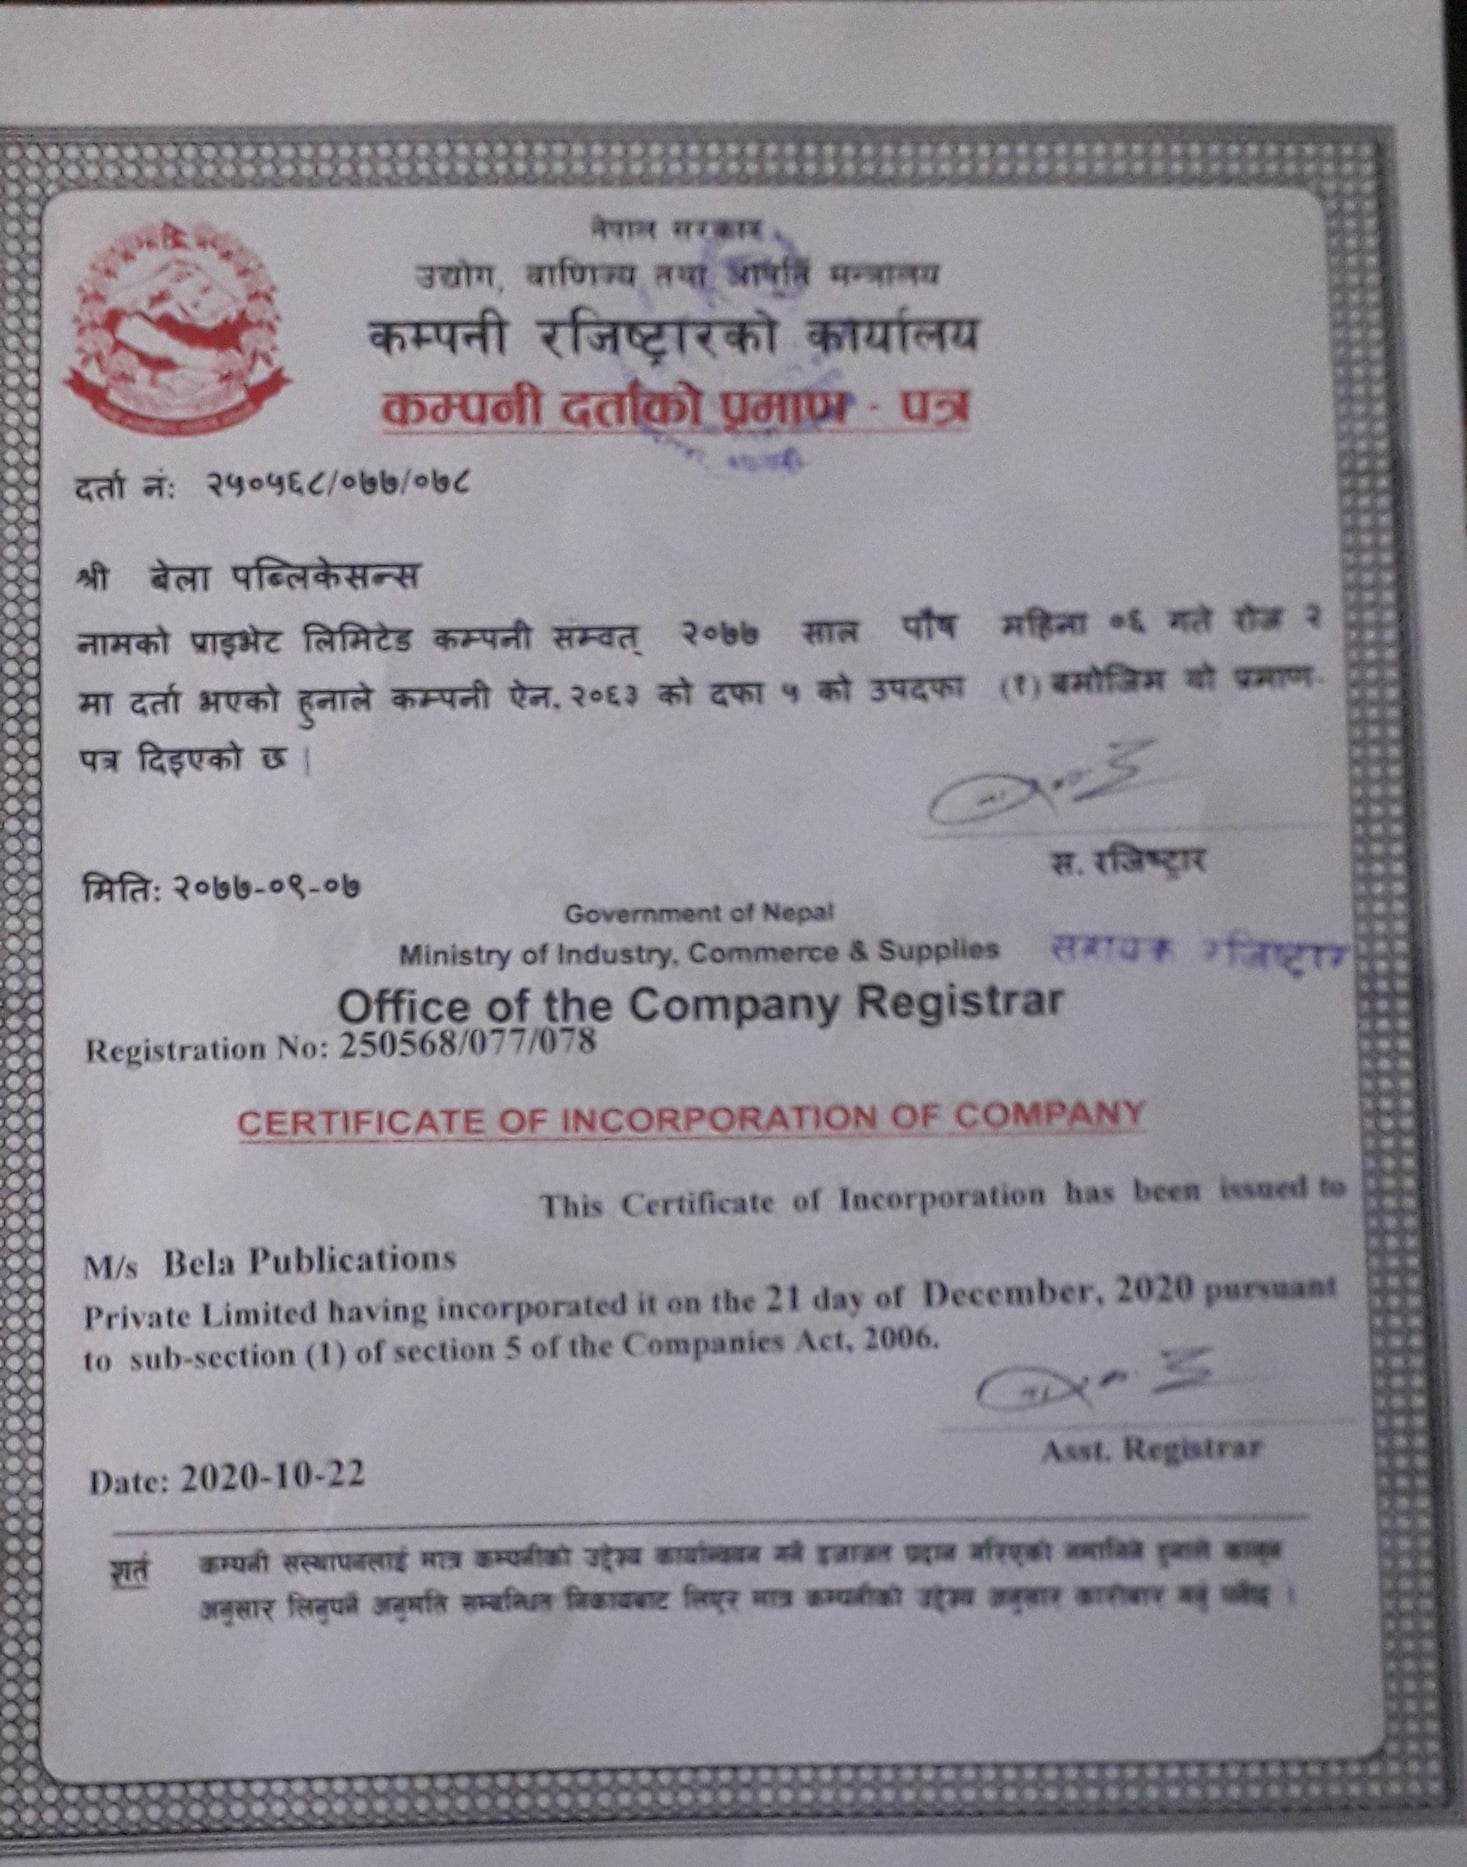 नेपाल सरकार
उद्योग, वाणिज्य तथा आपूर्ति मन्त्रालय
कम्पनी रजिष्ट्रारको कार्यालय
कम्पनी दर्ताको प्रमाण - पत्र
दर्ता नं: २५०५६८/०७७/०७८
श्री बेला पब्लिकेसन्स
नामको प्राइभेट लिमिटेड कम्पनी सम्वत् २०७७ साल पौष महिना ०६ गते रोज २
मा दर्ता भएको हुनाले कम्पनी ऐन, २०६३ को दफा ५ को उपदफा (१) बमोजिम यो प्रमाण-
पत्र दिइएको छ |
स. रजिष्ट्रार
मिति: २०७७-०९-०७
Government of Nepal
Ministry of Industry, Commerce & Supplies
सहायक रजिष्ट्रार
Office of the Company Registrar
Registration No: 250568/077/078
CERTIFICATE OF INCORPORATION OF COMPANY
This Certificate of Incorporation has been issued to
M/s Bela Publications
Private Limited having incorporated it on the 21 day of December, 2020 pursuant
to sub-section (1) of section 5 of the Companies Act, 2006.
Asst. Registrar
Date: 2020-10-22
शर्त कम्पनी संस्थापनलाई मात्र कम्पनीको उद्देश्य कार्यान्वयन गर्ने इजाजत प्रदान गरिएको नमानिने हुनाले कानून
अनुसार लिनुपर्ने अनुमति सम्बन्धित निकायबाट लिएर मात्र कम्पनीको उद्देश्य अनुसार कारोबार गर्नु पर्नेछ ।